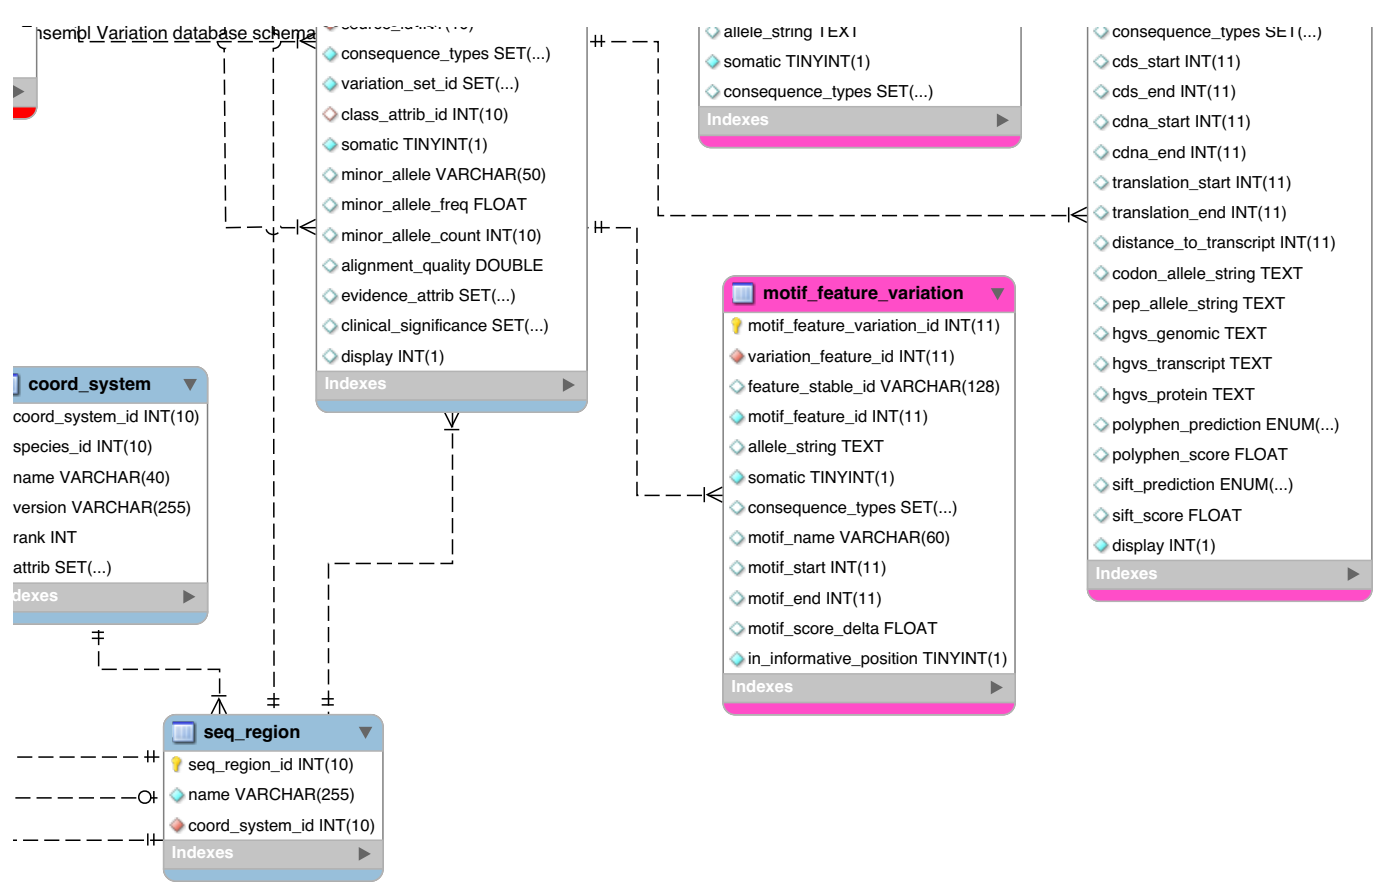 Variation database schema
consequence_types SET(...)
variation_set_id SET(...)
class_attrib_id INT(10)
somatic TINYINT(1)
minor_allele VARCHAR(50)
minor_allele_freq FLOAT
minor_allele_count INT(10)
alignment_quality DOUBLE
evidence_attrib SET(...)
clinical_significance SET(...)
display INT(1)
Indexes
allele_string TEXT
somatic TINYINT(1)
consequence_types SET(...)
Indexes
consequence_types SET(...)
cds_start INT(11)
cds_end INT(11)
cdna_start INT(11)
cdna_end INT(11)
translation_start INT(11)
translation_end INT(11)
distance_to_transcript INT(11)
codon_allele_string TEXT
pep_allele_string TEXT
hgvs_genomic TEXT
hgvs_transcript TEXT
hgvs_protein TEXT
polyphen_prediction ENUM(...)
polyphen_score FLOAT
sift_prediction ENUM(...)
sift_score FLOAT
display INT(1)
Indexes
motif_feature_variation
motif_feature_variation_id INT(11)
variation_feature_id INT(11)
feature_stable_id VARCHAR(128)
motif_feature_id INT(11)
allele_string TEXT
somatic TINYINT(1)
consequence_types SET(...)
motif_name VARCHAR(60)
motif_start INT(11)
motif_end INT(11)
motif_score_delta FLOAT
in_informative_position TINYINT(1)
Indexes
coord_system
coord_system_id INT(10)
species_id INT(10)
name VARCHAR(40)
version VARCHAR(255)
rank INT
attrib SET(...)
dexes
seq_region
seq_region_id INT(10)
name VARCHAR(255)
coord_system_id INT(10)
Indexes